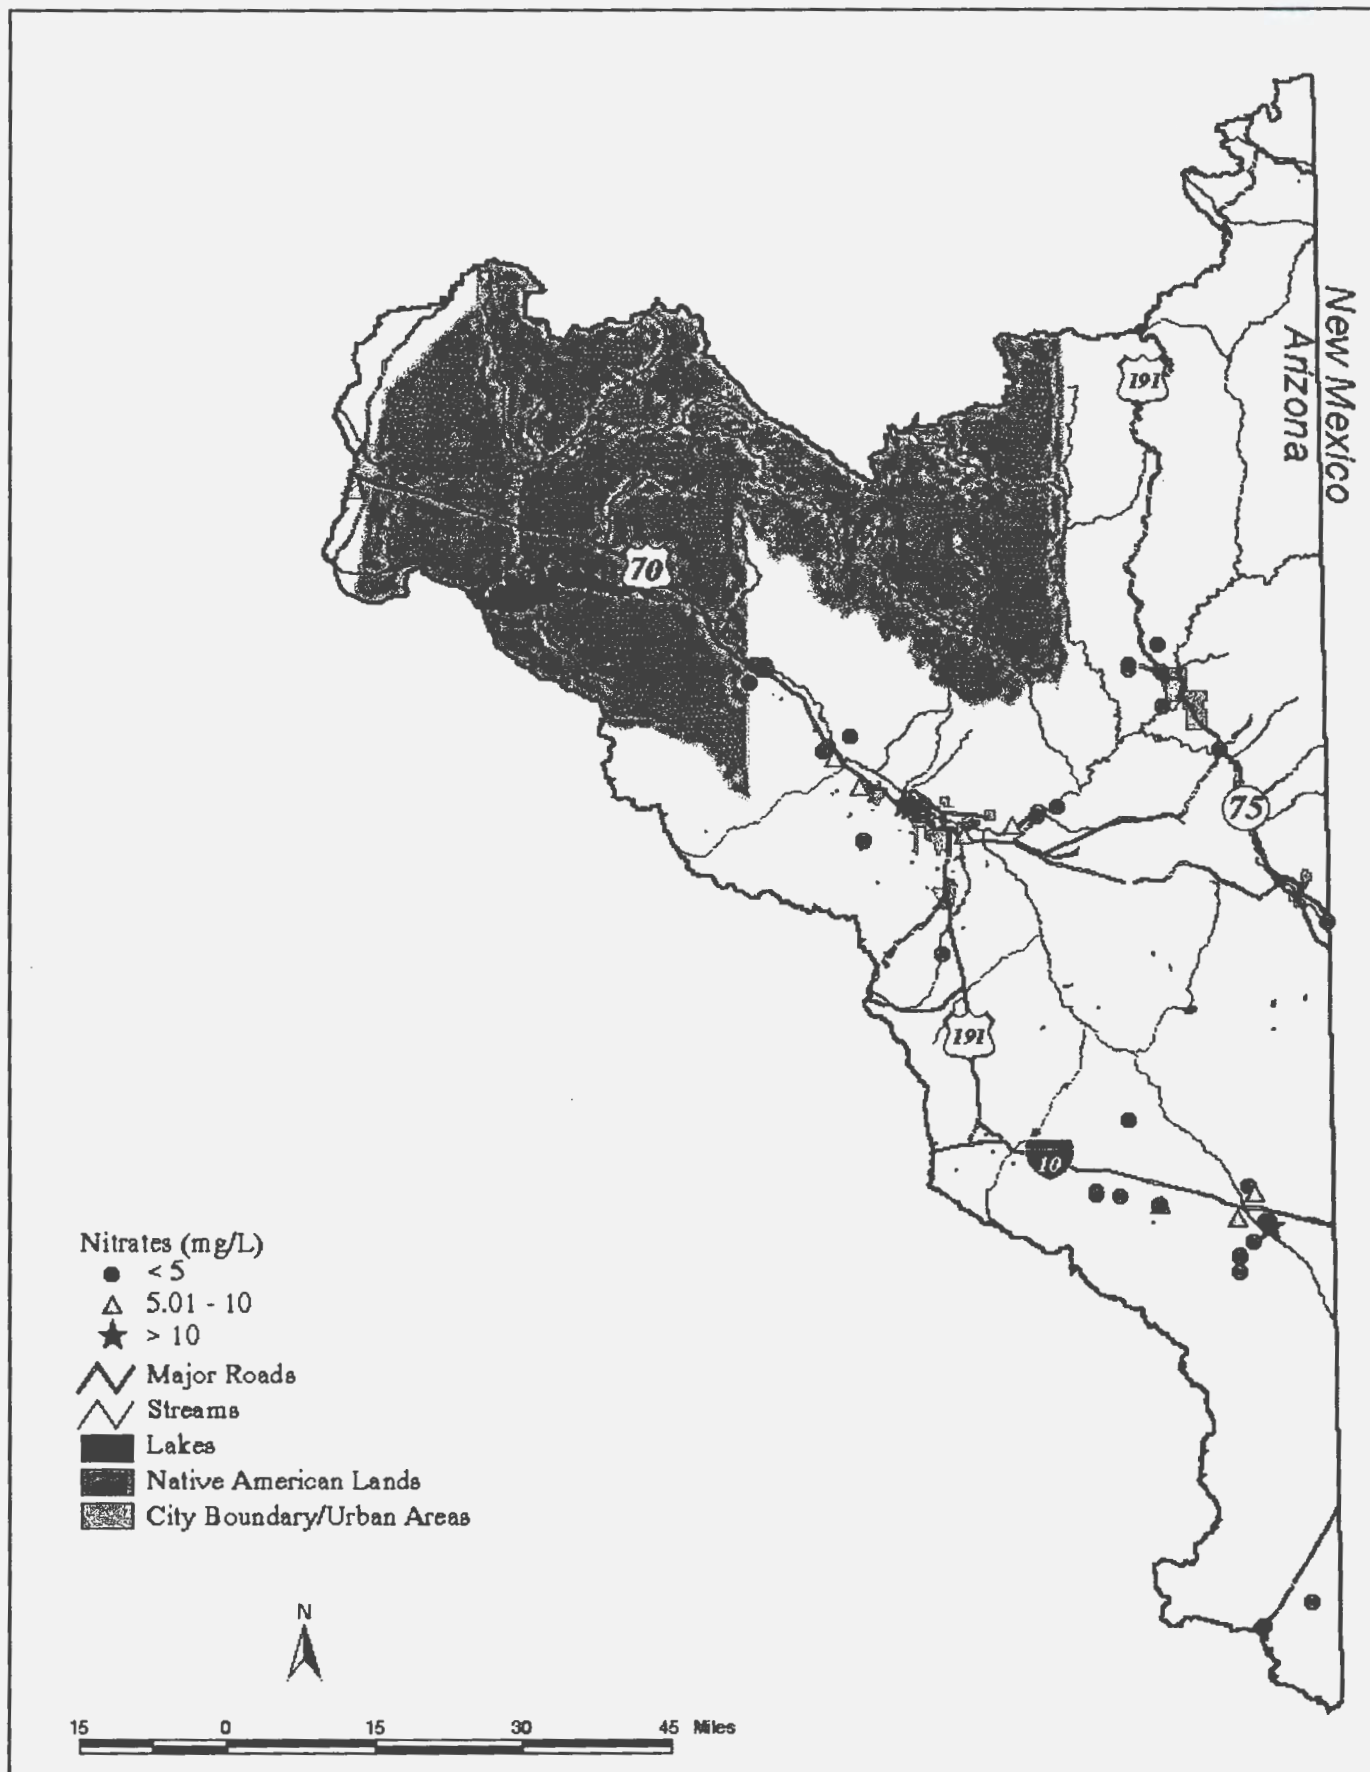 New Mexico
Arizona
191
70
75
191
10
Nitrates (mg/L)
< 5
5.01 - 10
> 10
Major Roads
Streams
Lakes
Native American Lands
City Boundary/Urban Areas
N
15 0 15 30 45 Miles